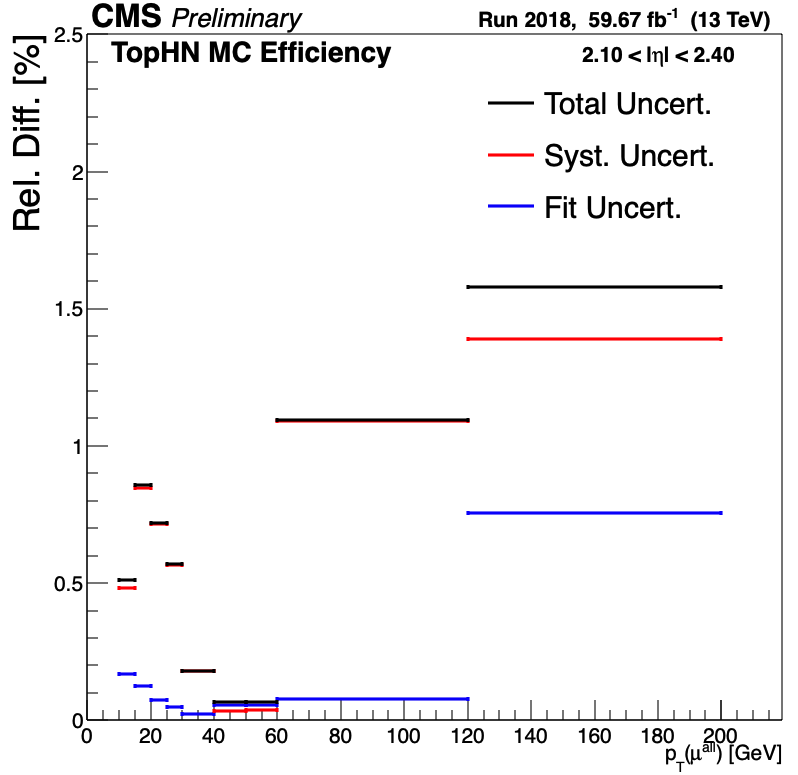 CMS Preliminary
Run 2018, 59.67 fb⁻¹ (13 TeV)
TopHN MC Efficiency
2.10 < |η| < 2.40
Total Uncert.
Syst. Uncert.
Fit Uncert.
Rel. Diff. [%]
2.5
2
1.5
1
0.5
0
0 20 40 60 80 100 120 140 160 180 200
p_T(μ^all) [GeV]